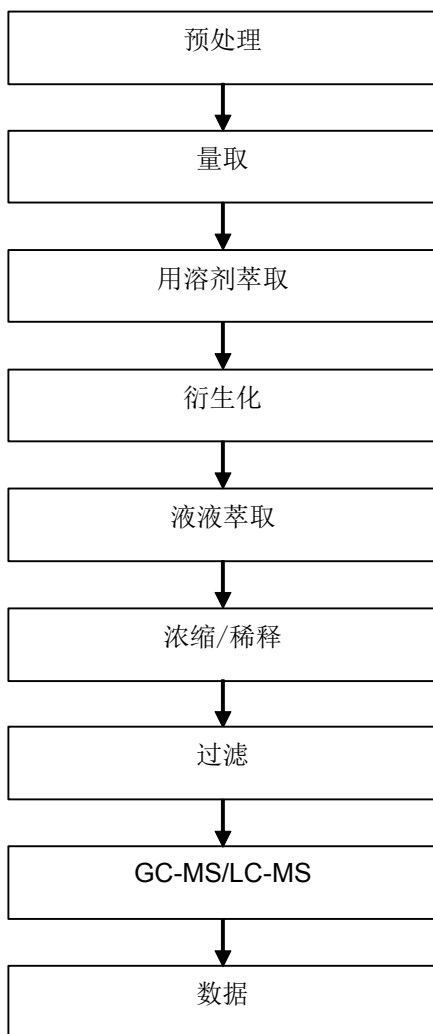 预处理
量取
用溶剂萃取
衍生化
液液萃取
浓缩/稀释
过滤
GC-MS/LC-MS
数据